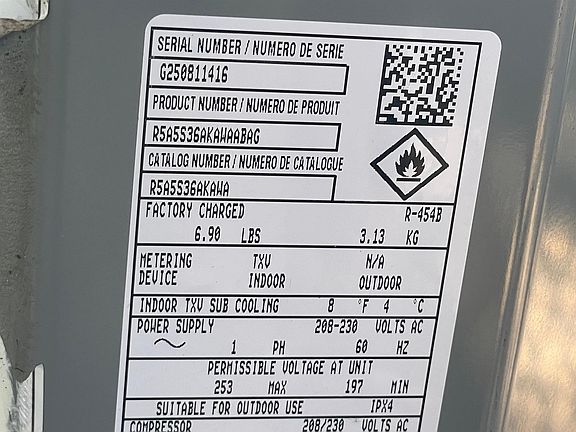 SERIAL NUMBER / NUMERO DE SERIE
G250811416
PRODUCT NUMBER / NUMERO DE PRODUIT
R5A5S36AKAWAABAG
CATALOG NUMBER / NUMERO DE CATALOGUE
R5A5S36AKAWA
FACTORY CHARGED R-454B
6.90 LBS 3.13 KG
METERING TXV N/A
DEVICE INDOOR OUTDOOR
INDOOR TXV SUB COOLING 8 °F 4 °C
POWER SUPPLY 208-230 VOLTS AC
~ 1 PH 60 HZ
PERMISSIBLE VOLTAGE AT UNIT
253 MAX 197 MIN
SUITABLE FOR OUTDOOR USE IPX4
COMPRESSOR 208/230 VOLTS AC